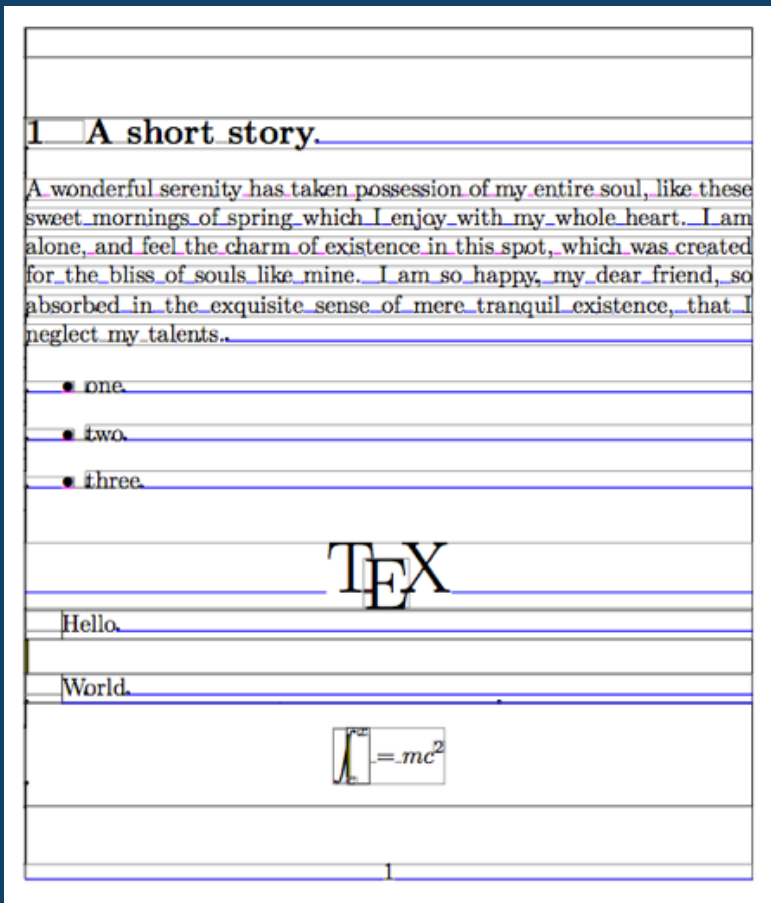 1 A short story
A wonderful serenity has taken possession of my entire soul, like these
sweet mornings of spring which I enjoy with my whole heart. I am
alone, and feel the charm of existence in this spot, which was created
for the bliss of souls like mine. I am so happy, my dear friend, so
absorbed in the exquisite sense of mere tranquil existence, that I
neglect my talents.
• one
• two
• three
TEX
Hello
World
∫ = mc²
1